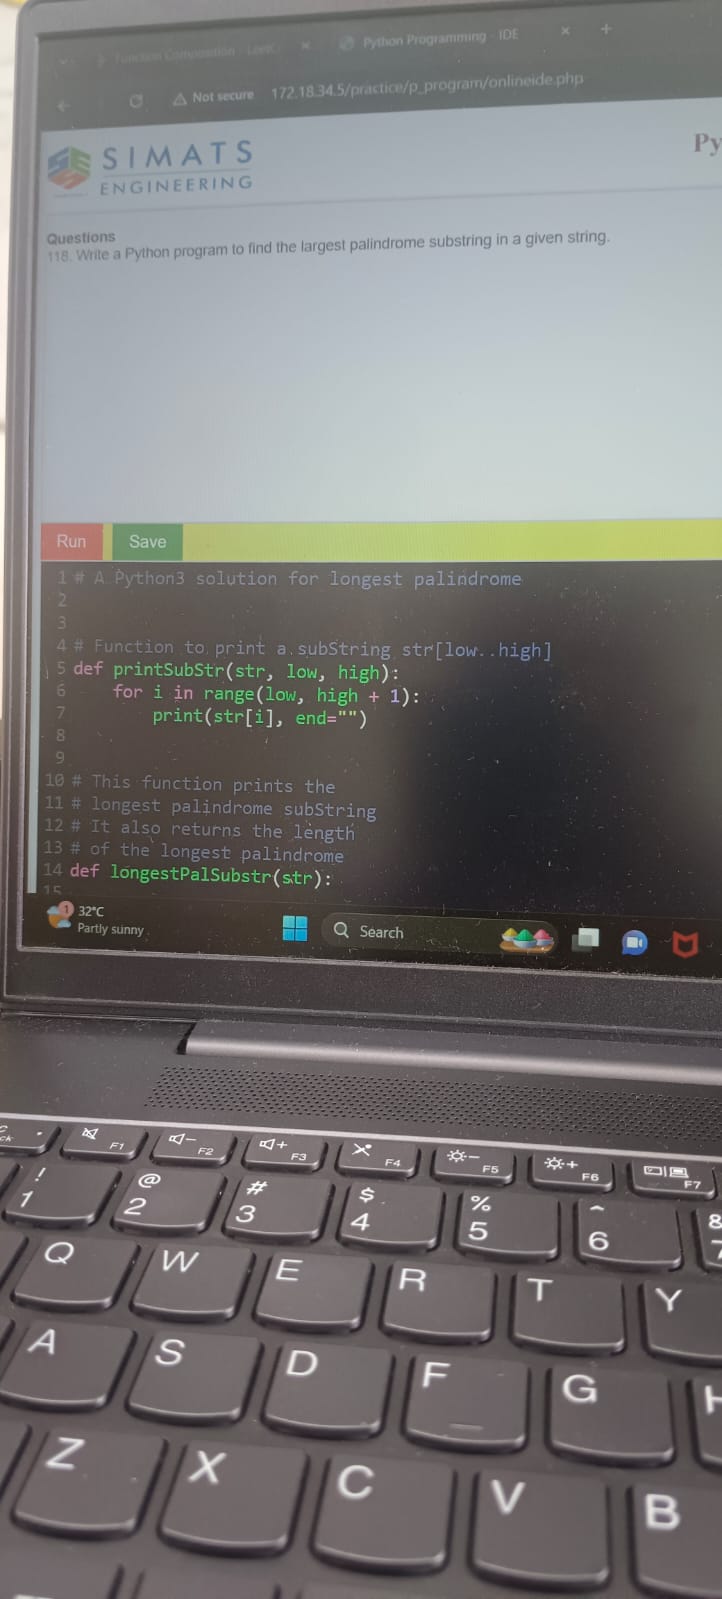 Function Composition - Leet
Python Programming - IDE
Not secure 172.18.34.5/practice/p_program/onlineide.php
SIMATS
ENGINEERING
Py
Questions
118. Write a Python program to find the largest palindrome substring in a given string.
Run Save
1 # A Python3 solution for longest palindrome
2
3
4 # Function to print a subString str[low..high]
5 def printSubStr(str, low, high):
6 for i in range(low, high + 1):
7 print(str[i], end="")
8
9
10 # This function prints the
11 # longest palindrome subString
12 # It also returns the length
13 # of the longest palindrome
14 def longestPalSubstr(str):
15
1
32°C
Partly sunny
Search
F1 F2 F3 F4 F5 F6 F7
! @ # $ % ^
1 2 3 4 5 6 7 8
Q W E R T Y
A S D F G H
Z X C V B